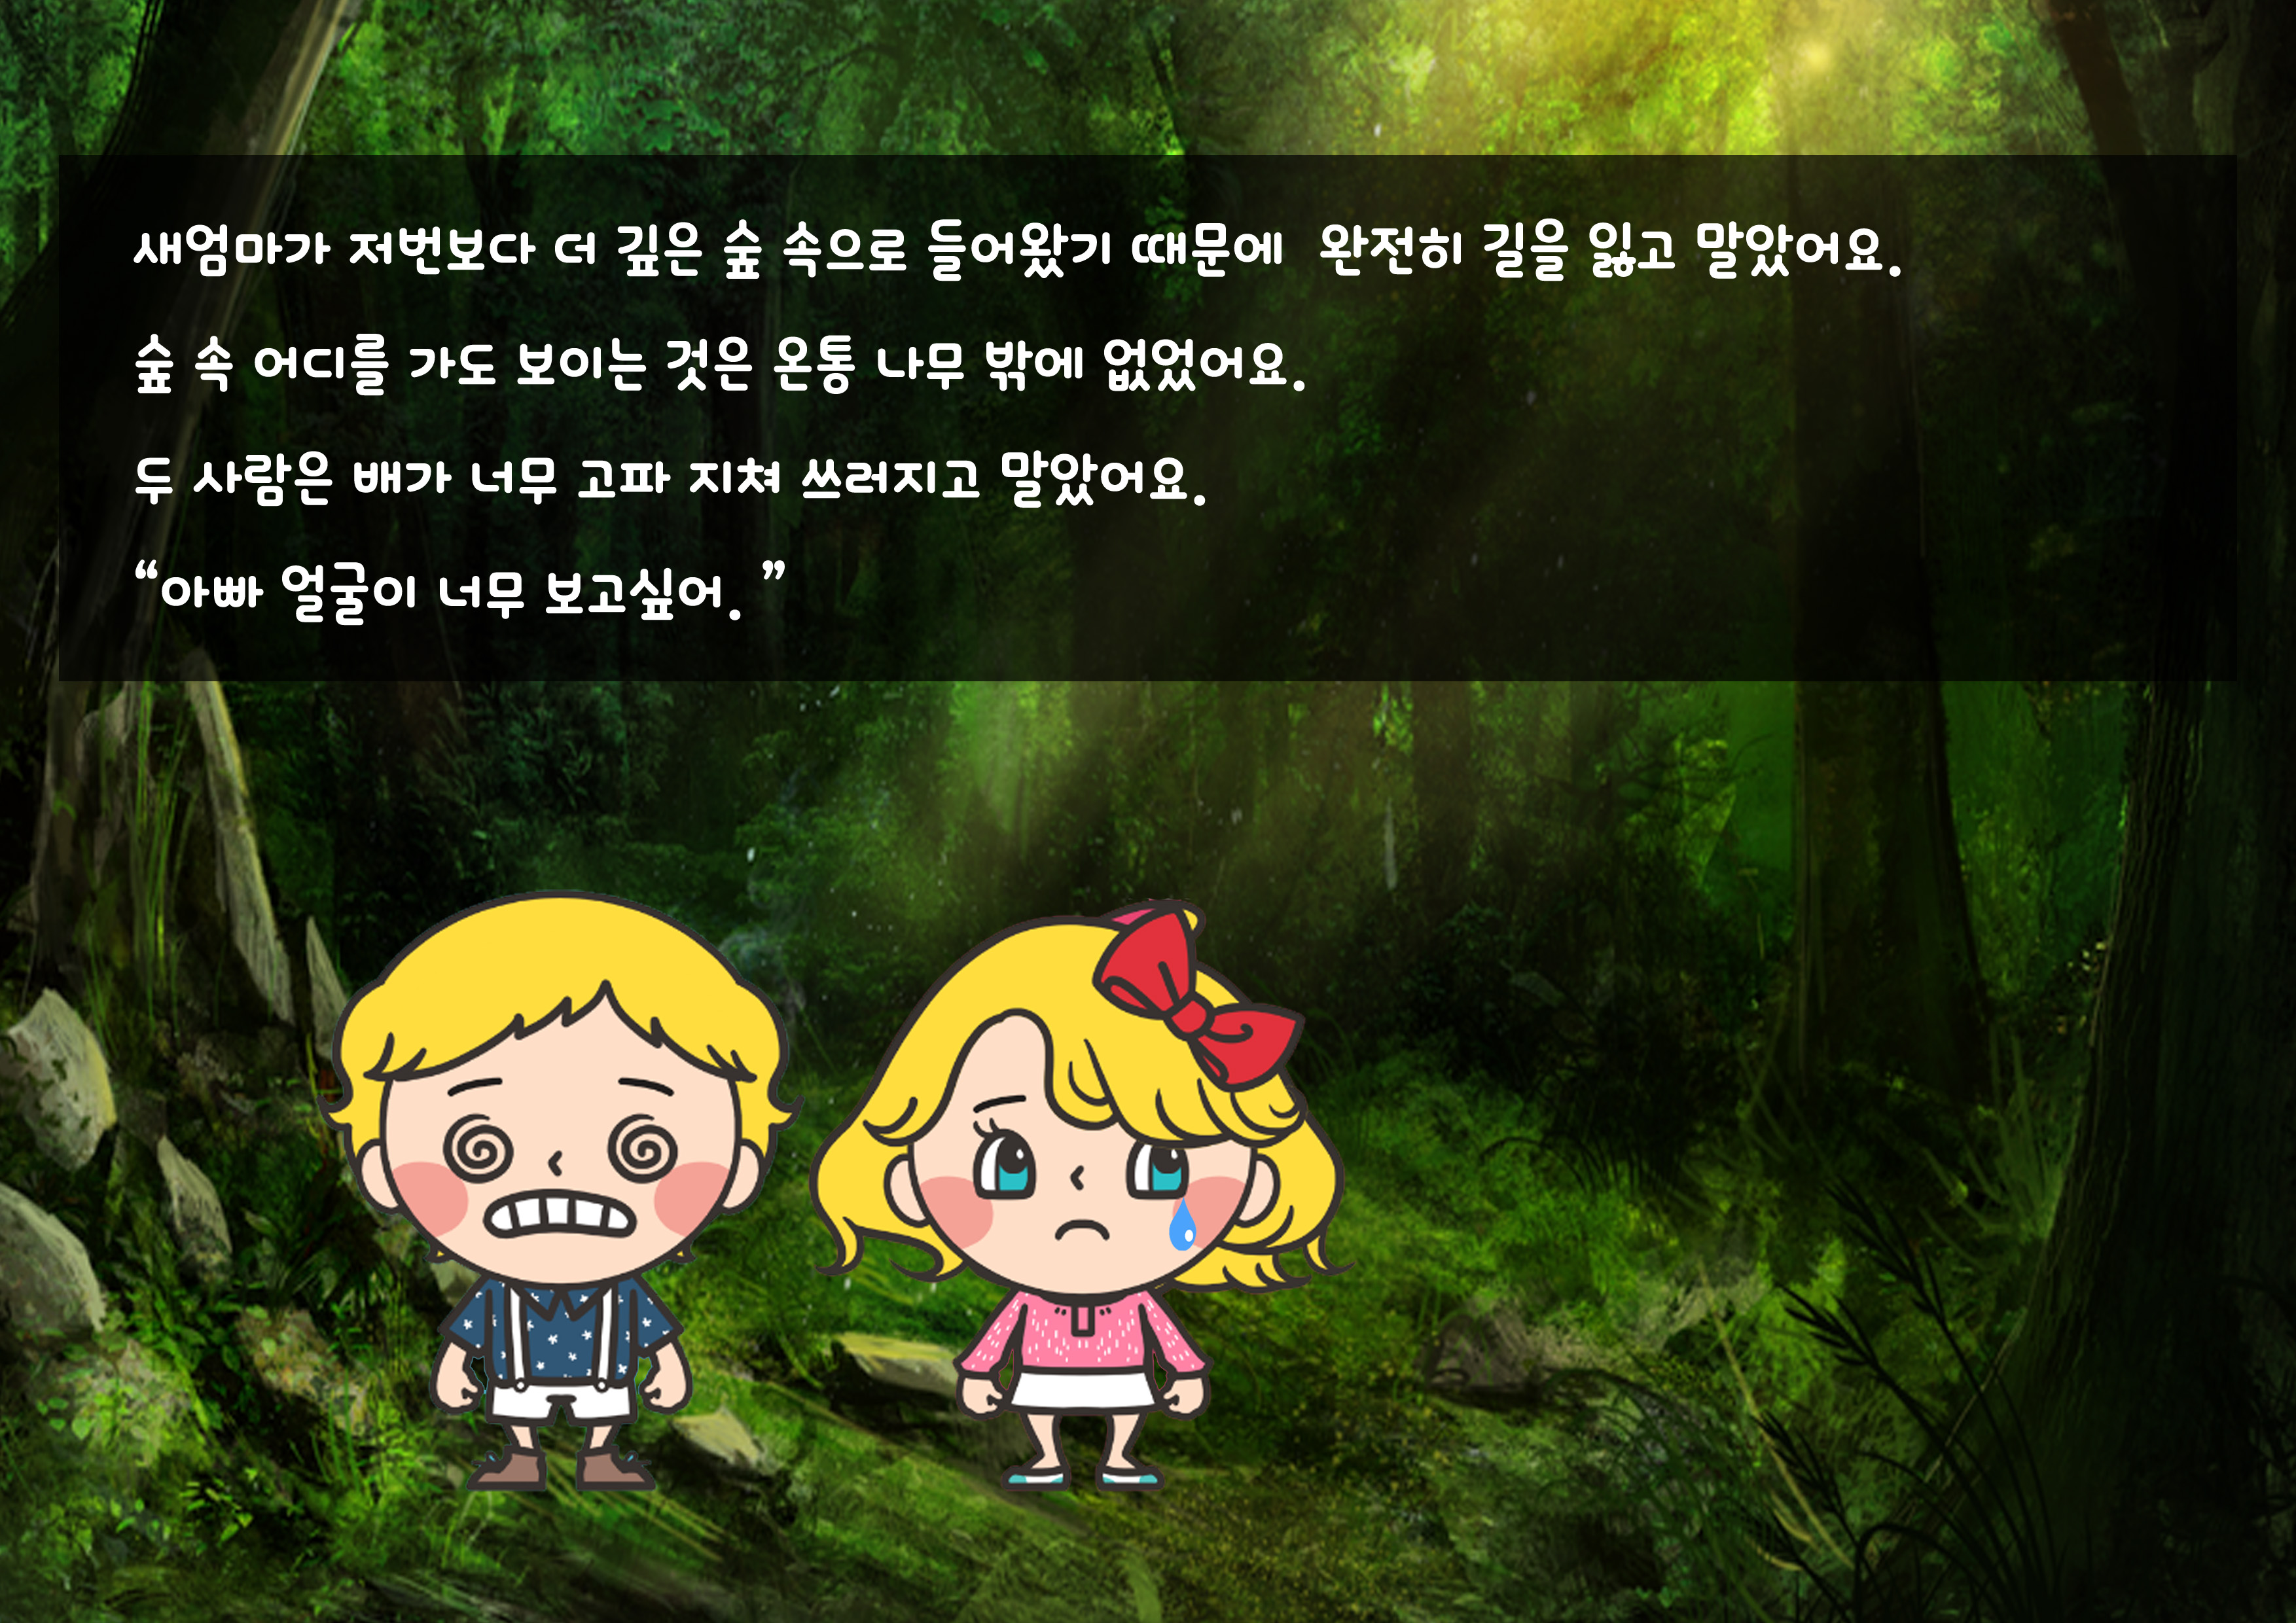 새엄마가 저번보다 더 깊은 숲 속으로 들어왔기 때문에  완전히 길을 잃고 말았어요.
숲 속 어디를 가도 보이는 것은 온통 나무 밖에 없었어요.
두 사람은 배가 너무 고파 지쳐 쓰러지고 말았어요.
“아빠 얼굴이 너무 보고싶어. ”